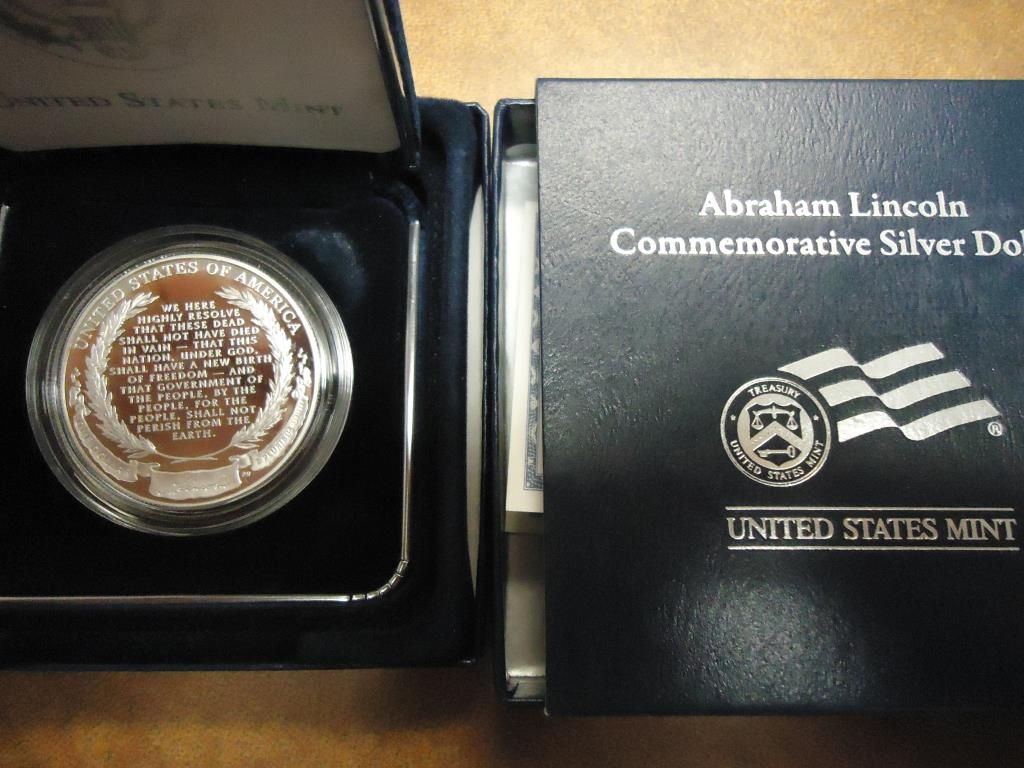 UNITED STATES MINT
UNITED STATES OF AMERICA
WE HERE
HIGHLY RESOLVE
THAT THESE DEAD
SHALL NOT HAVE DIED
IN VAIN — THAT THIS
NATION, UNDER GOD,
SHALL HAVE A NEW BIRTH
OF FREEDOM — AND
THAT GOVERNMENT OF
THE PEOPLE, BY THE
PEOPLE, FOR THE
PEOPLE, SHALL NOT
PERISH FROM THE
EARTH.
Abraham Lincoln
Commemorative Silver Dol
TREASURY
UNITED STATES MINT
®
UNITED STATES MINT